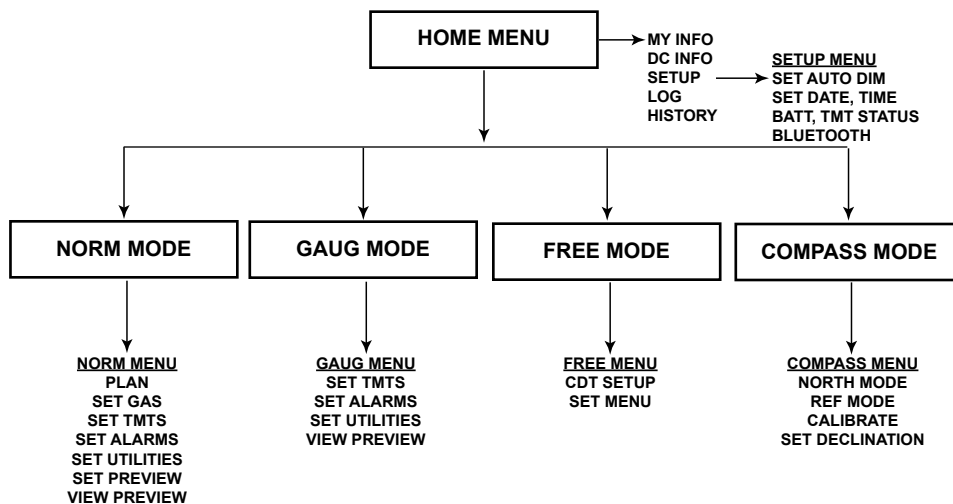 HOME MENU
MY INFO
DC INFO
SETUP
LOG
HISTORY
SETUP MENU
SET AUTO DIM
SET DATE, TIME
BATT, TMT STATUS
BLUETOOTH
NORM MODE
GAUG MODE
FREE MODE
COMPASS MODE
NORM MENU
PLAN
SET GAS
SET TMTS
SET ALARMS
SET UTILITIES
SET PREVIEW
VIEW PREVIEW
GAUG MENU
SET TMTS
SET ALARMS
SET UTILITIES
VIEW PREVIEW
FREE MENU
CDT SETUP
SET MENU
COMPASS MENU
NORTH MODE
REF MODE
CALIBRATE
SET DECLINATION